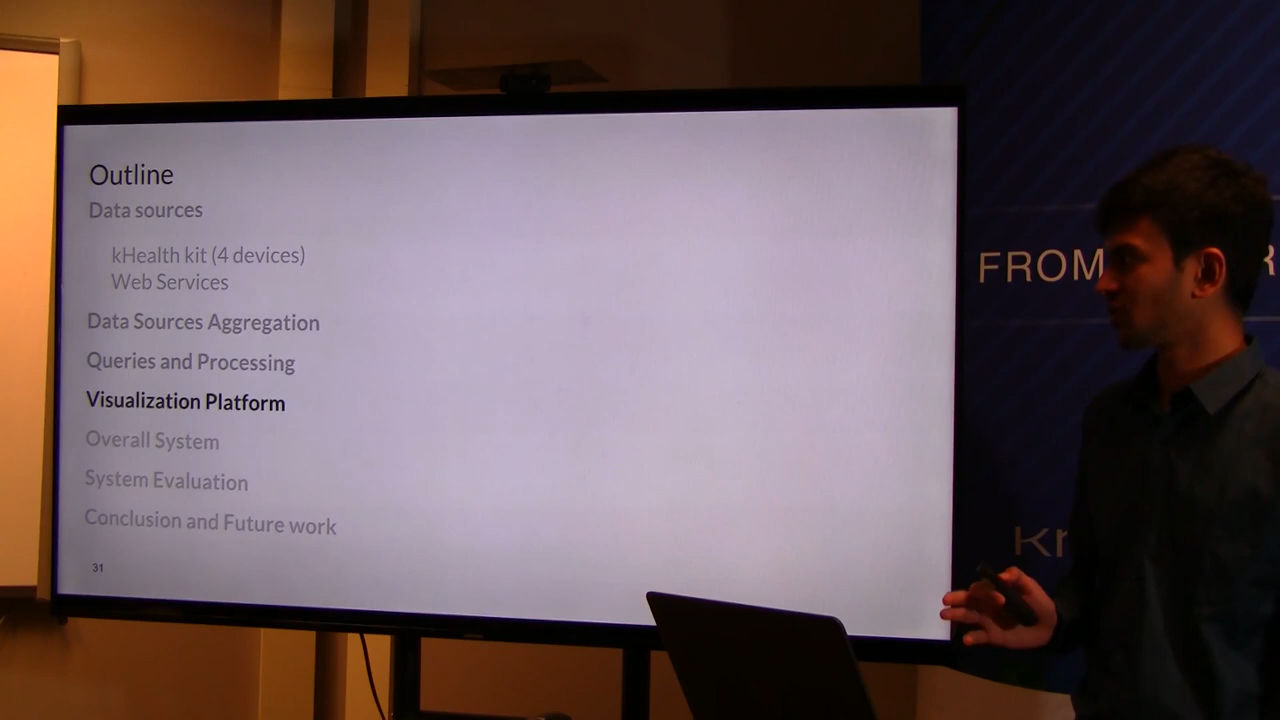 Outline
Data sources
kHealth kit (4 devices)
Web Services
Data Sources Aggregation
Queries and Processing
Visualization Platform
Overall System
System Evaluation
Conclusion and Future work
31
FROM